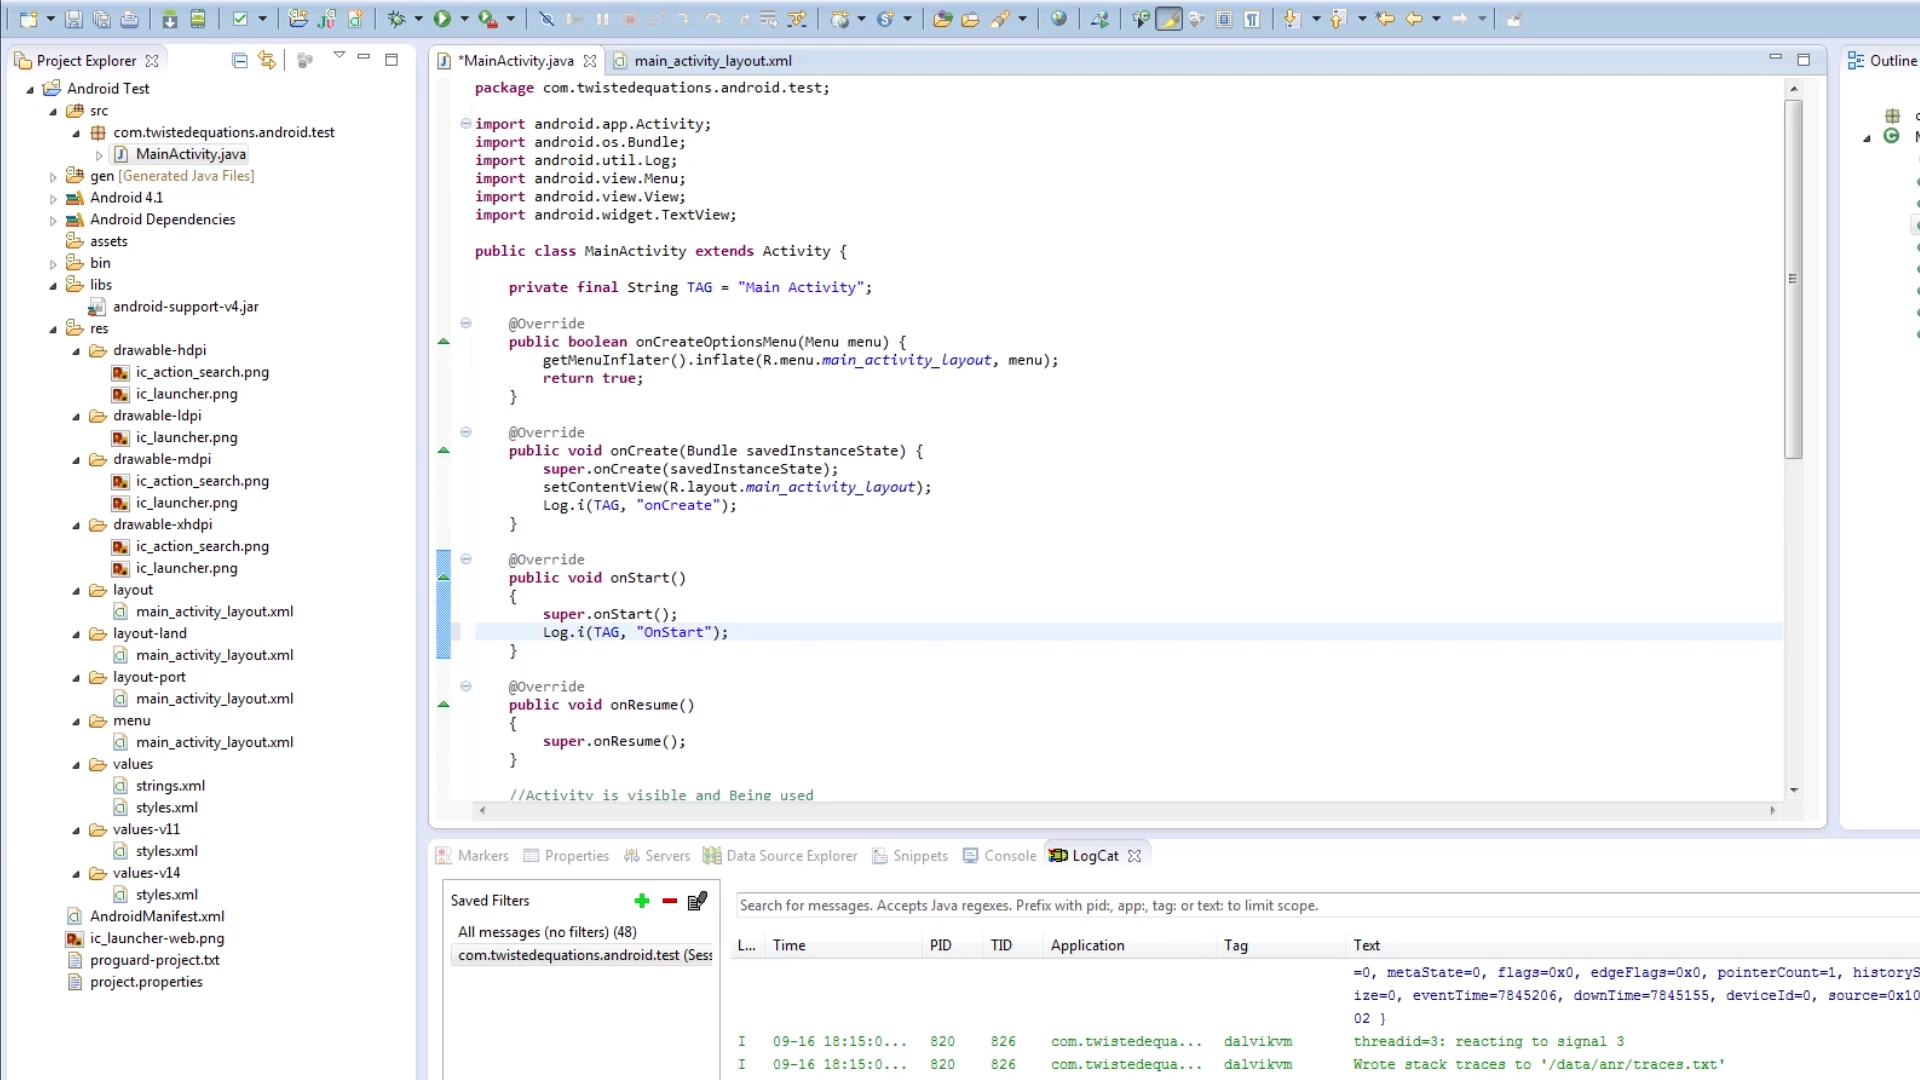 Project Explorer
Android Test
src
com.twistedequations.android.test
MainActivity.java
gen [Generated Java Files]
Android 4.1
Android Dependencies
assets
bin
libs
android-support-v4.jar
res
drawable-hdpi
ic_action_search.png
ic_launcher.png
drawable-ldpi
ic_launcher.png
drawable-mdpi
ic_action_search.png
ic_launcher.png
drawable-xhdpi
ic_action_search.png
ic_launcher.png
layout
main_activity_layout.xml
layout-land
main_activity_layout.xml
layout-port
main_activity_layout.xml
menu
main_activity_layout.xml
values
strings.xml
styles.xml
values-v11
styles.xml
values-v14
styles.xml
AndroidManifest.xml
ic_launcher-web.png
proguard-project.txt
project.properties
*MainActivity.java main_activity_layout.xml
package com.twistedequations.android.test;
import android.app.Activity;
import android.os.Bundle;
import android.util.Log;
import android.view.Menu;
import android.view.View;
import android.widget.TextView;
public class MainActivity extends Activity {
private final String TAG = "Main Activity";
@Override
public boolean onCreateOptionsMenu(Menu menu) {
getMenuInflater().inflate(R.menu.main_activity_layout, menu);
return true;
}
@Override
public void onCreate(Bundle savedInstanceState) {
super.onCreate(savedInstanceState);
setContentView(R.layout.main_activity_layout);
Log.i(TAG, "onCreate");
}
@Override
public void onStart()
{
super.onStart();
Log.i(TAG, "OnStart");
}
@Override
public void onResume()
{
super.onResume();
}
//Activity is visible and Being used
Outline
Markers Properties Servers Data Source Explorer Snippets Console LogCat
Saved Filters
All messages (no filters) (48)
com.twistedequations.android.test (Sess
Search for messages. Accepts Java regexes. Prefix with pid:, app:, tag: or text: to limit scope.
L... Time PID TID Application Tag Text
=0, metaState=0, flags=0x0, edgeFlags=0x0, pointerCount=1, historyS
ize=0, eventTime=7845206, downTime=7845155, deviceId=0, source=0x10
02 }
I 09-16 18:15:0... 820 826 com.twistedequa... dalvikvm threadid=3: reacting to signal 3
I 09-16 18:15:0... 820 826 com.twistedequa... dalvikvm Wrote stack traces to '/data/anr/traces.txt'